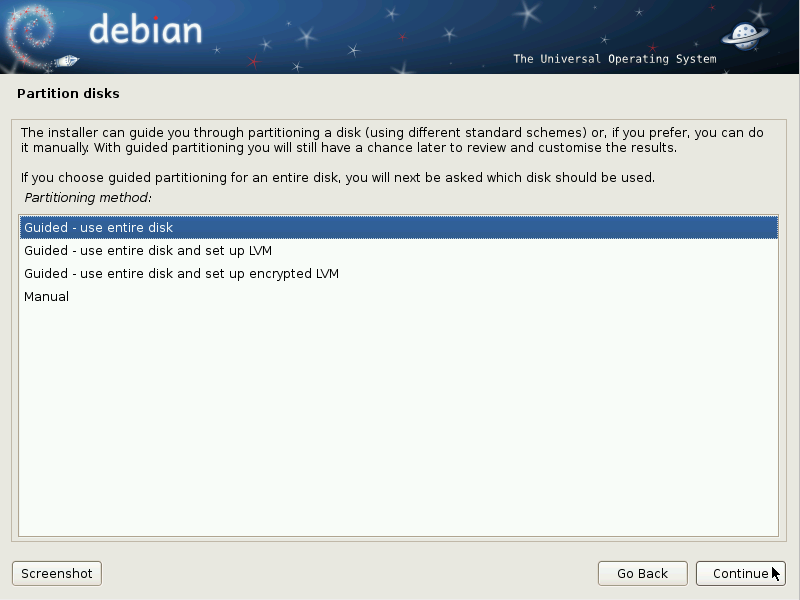 debian
The Universal Operating System
Partition disks
The installer can guide you through partitioning a disk (using different standard schemes) or, if you prefer, you can do
it manually. With guided partitioning you will still have a chance later to review and customise the results.
If you choose guided partitioning for an entire disk, you will next be asked which disk should be used.
Partitioning method:
Guided - use entire disk
Guided - use entire disk and set up LVM
Guided - use entire disk and set up encrypted LVM
Manual
Screenshot
Go Back
Continue